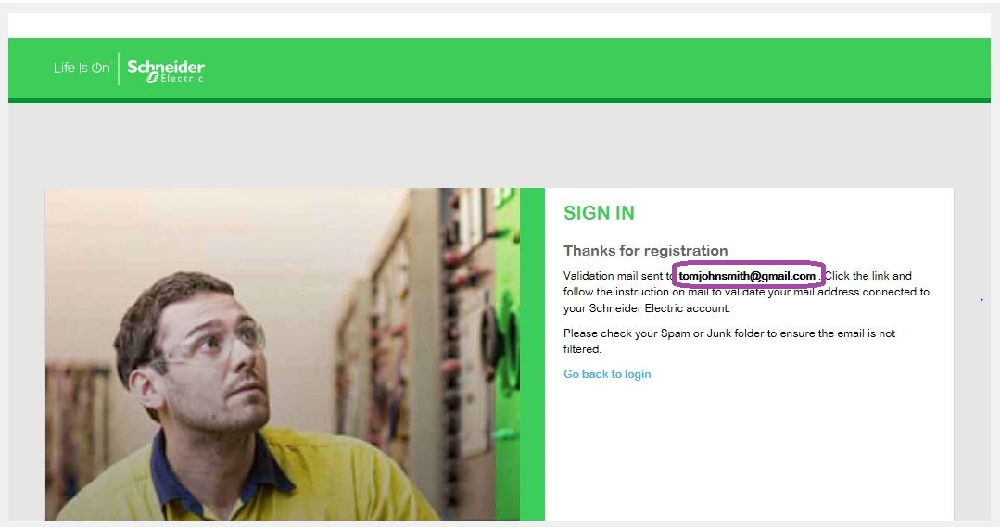 Life Is On
Schneider
Electric
SIGN IN
Thanks for registration
Validation mail sent to tomjohnsmith@gmail.com . Click the link and
follow the instruction on mail to validate your mail address connected to
your Schneider Electric account.
Please check your Spam or Junk folder to ensure the email is not
filtered.
Go back to login